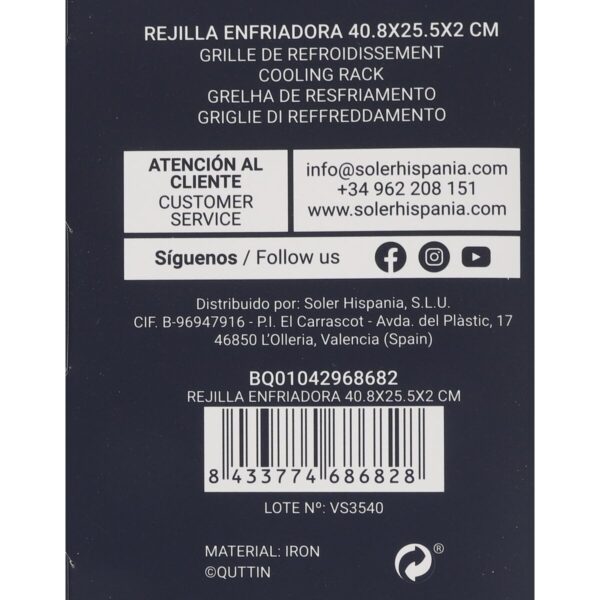 REJILLA ENFRIADORA 40.8X25.5X2 CM
GRILLE DE REFROIDISSEMENT
COOLING RACK
GRELHA DE RESFRIAMENTO
GRIGLIE DI REFFREDDAMENTO
ATENCIÓN AL
CLIENTE
CUSTOMER
SERVICE
info@solerhispania.com
+34 962 208 151
www.solerhispania.com
Síguenos / Follow us
Distribuido por: Soler Hispania, S.L.U.
CIF. B-96947916 - P.I. El Carrascot - Avda. del Plàstic, 17
46850 L'Olleria, Valencia (Spain)
BQ01042968682
REJILLA ENFRIADORA 40.8X25.5X2 CM
8 433774 686828
LOTE Nº: VS3540
MATERIAL: IRON
©QUTTIN
®